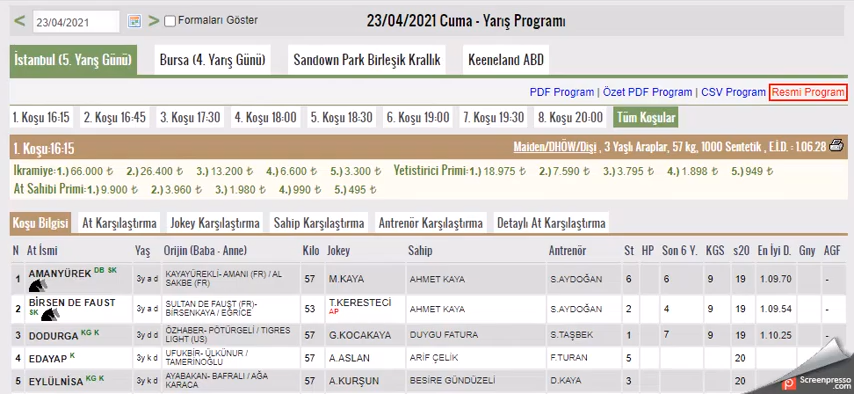 < 23/04/2021 > Formaları Göster 23/04/2021 Cuma - Yarış Programı
İstanbul (5. Yarış Günü) Bursa (4. Yarış Günü) Sandown Park Birleşik Krallık Keeneland ABD
PDF Program | Özet PDF Program | CSV Program Resmi Program
1. Koşu 16:15 2. Koşu 16:45 3. Koşu 17:30 4. Koşu 18:00 5. Koşu 18:30 6. Koşu 19:00 7. Koşu 19:30 8. Koşu 20:00 Tüm Koşular
1. Koşu:16:15 Maiden/DHÖW/Dişi , 3 Yaşlı Araplar, 57 kg, 1000 Sentetik , E.İ.D. : 1.06.28
Ikramiye: 1.) 66.000 ₺ 2.) 26.400 ₺ 3.) 13.200 ₺ 4.) 6.600 ₺ 5.) 3.300 ₺ Yetistirici Primi: 1.) 18.975 ₺ 2.) 7.590 ₺ 3.) 3.795 ₺ 4.) 1.898 ₺ 5.) 949 ₺
At Sahibi Primi: 1.) 9.900 ₺ 2.) 3.960 ₺ 3.) 1.980 ₺ 4.) 990 ₺ 5.) 495 ₺
Koşu Bilgisi At Karşılaştırma Jokey Karşılaştırma Sahip Karşılaştırma Antrenör Karşılaştırma Detaylı At Karşılaştırma
N At İsmi Yaş Orijin (Baba - Anne) Kilo Jokey Sahip Antrenör St HP Son 6 Y. KGS s20 En İyi D. Gny AGF
1 AMANYÜREK DB SK 3y a d KAYAYÜREKLİ- AMANI (FR) / AL SAKBE (FR) 57 M.KAYA AHMET KAYA S.AYDOĞAN 6 6 9 19 1.09.70 -
2 BİRSEN DE FAUST SK 3y a d SULTAN DE FAUST (FR)- BİRSENKAYA / EĞRİCE 53 T.KERESTECİ AP AHMET KAYA S.AYDOĞAN 2 4 9 19 1.09.54 -
3 DODURGA KG K 3y d d ÖZHABER- PÖTÜRGELİ / TIGRES LIGHT (US) 57 G.KOCAKAYA DUYGU FATURA S.TAŞBEK 1 7 9 19 1.10.25 -
4 EDAYAP K 3y k d UFUKBİR- ÜLKÜNUR / TAMERİNOĞLU 57 A.ASLAN ARİF ÇELİK F.TURAN 5 20
5 EYLÜLNİSA KG K 3y k d AYABAKAN- BAFRALI / AĞA KARACA 57 A.KURŞUN BESİRE GÜNDÜZELİ D.KAYA 3 20
Screenpresso
.com